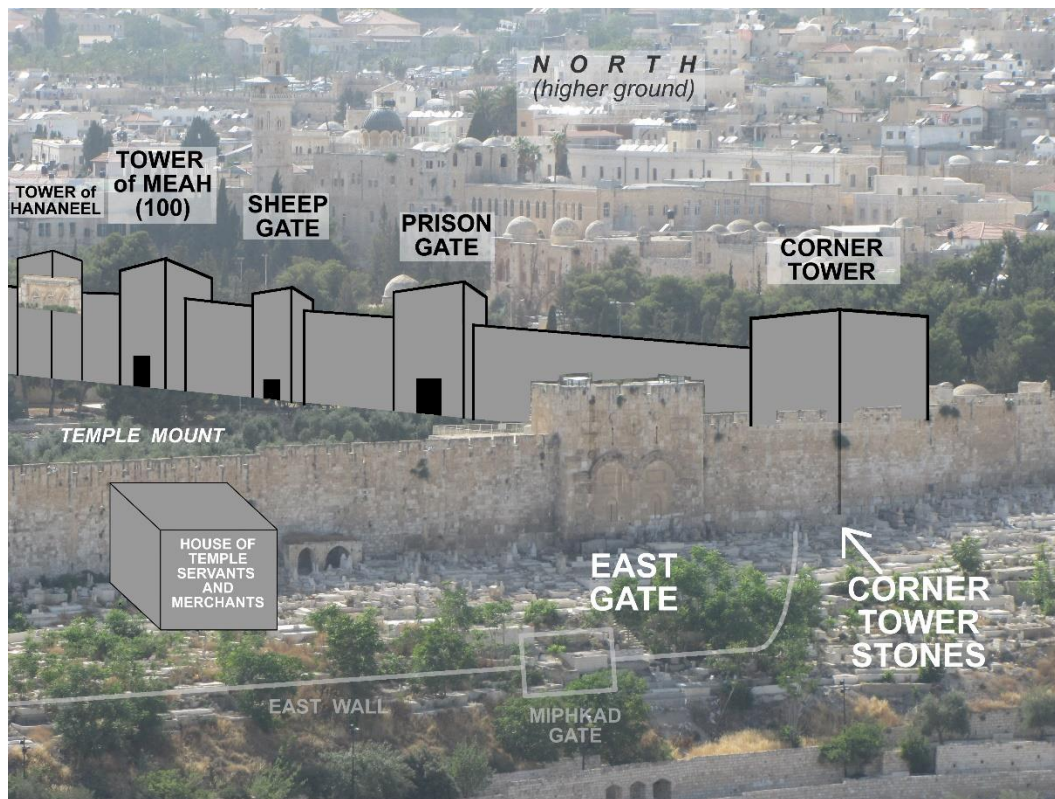 N O R T H
(higher ground)
TOWER of
HANANEEL
TOWER
of MEAH
(100)
SHEEP
GATE
PRISON
GATE
CORNER
TOWER
TEMPLE MOUNT
HOUSE OF
TEMPLE
SERVANTS
AND
MERCHANTS
EAST
GATE
CORNER
TOWER
STONES
EAST WALL
MIPHKAD
GATE